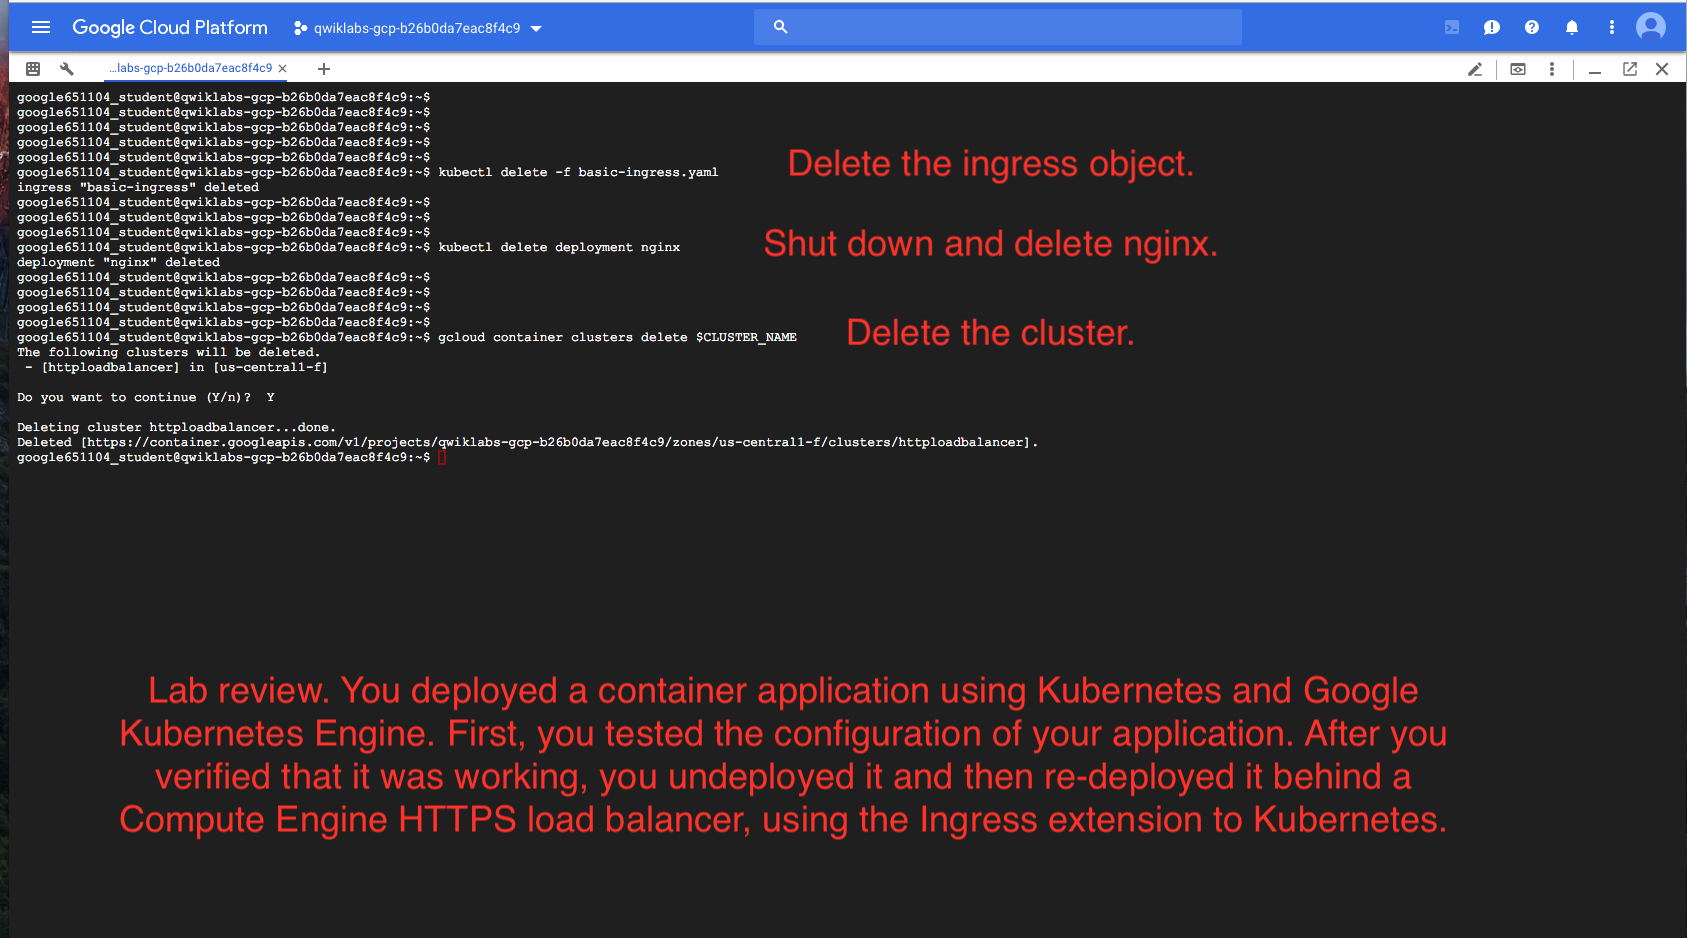 Google Cloud Platform
qwiklabs-gcp-b26b0da7eac8f4c9
...labs-gcp-b26b0da7eac8f4c9
google651104_student@qwiklabs-gcp-b26b0da7eac8f4c9:~$
google651104_student@qwiklabs-gcp-b26b0da7eac8f4c9:~$
google651104_student@qwiklabs-gcp-b26b0da7eac8f4c9:~$
google651104_student@qwiklabs-gcp-b26b0da7eac8f4c9:~$
google651104_student@qwiklabs-gcp-b26b0da7eac8f4c9:~$
google651104_student@qwiklabs-gcp-b26b0da7eac8f4c9:~$ kubectl delete -f basic-ingress.yaml
Delete the ingress object.
ingress "basic-ingress" deleted
google651104_student@qwiklabs-gcp-b26b0da7eac8f4c9:~$
google651104_student@qwiklabs-gcp-b26b0da7eac8f4c9:~$
google651104_student@qwiklabs-gcp-b26b0da7eac8f4c9:~$
google651104_student@qwiklabs-gcp-b26b0da7eac8f4c9:~$ kubectl delete deployment nginx
Shut down and delete nginx.
deployment "nginx" deleted
google651104_student@qwiklabs-gcp-b26b0da7eac8f4c9:~$
google651104_student@qwiklabs-gcp-b26b0da7eac8f4c9:~$
google651104_student@qwiklabs-gcp-b26b0da7eac8f4c9:~$
google651104_student@qwiklabs-gcp-b26b0da7eac8f4c9:~$
google651104_student@qwiklabs-gcp-b26b0da7eac8f4c9:~$ gcloud container clusters delete $CLUSTER_NAME
Delete the cluster.
The following clusters will be deleted.
- [httploadbalancer] in [us-central1-f]
Do you want to continue (Y/n)? Y
Deleting cluster httploadbalancer...done.
Deleted [https://container.googleapis.com/v1/projects/qwiklabs-gcp-b26b0da7eac8f4c9/zones/us-central1-f/clusters/httploadbalancer].
google651104_student@qwiklabs-gcp-b26b0da7eac8f4c9:~$
Lab review. You deployed a container application using Kubernetes and Google
Kubernetes Engine. First, you tested the configuration of your application. After you
verified that it was working, you undeployed it and then re-deployed it behind a
Compute Engine HTTPS load balancer, using the Ingress extension to Kubernetes.